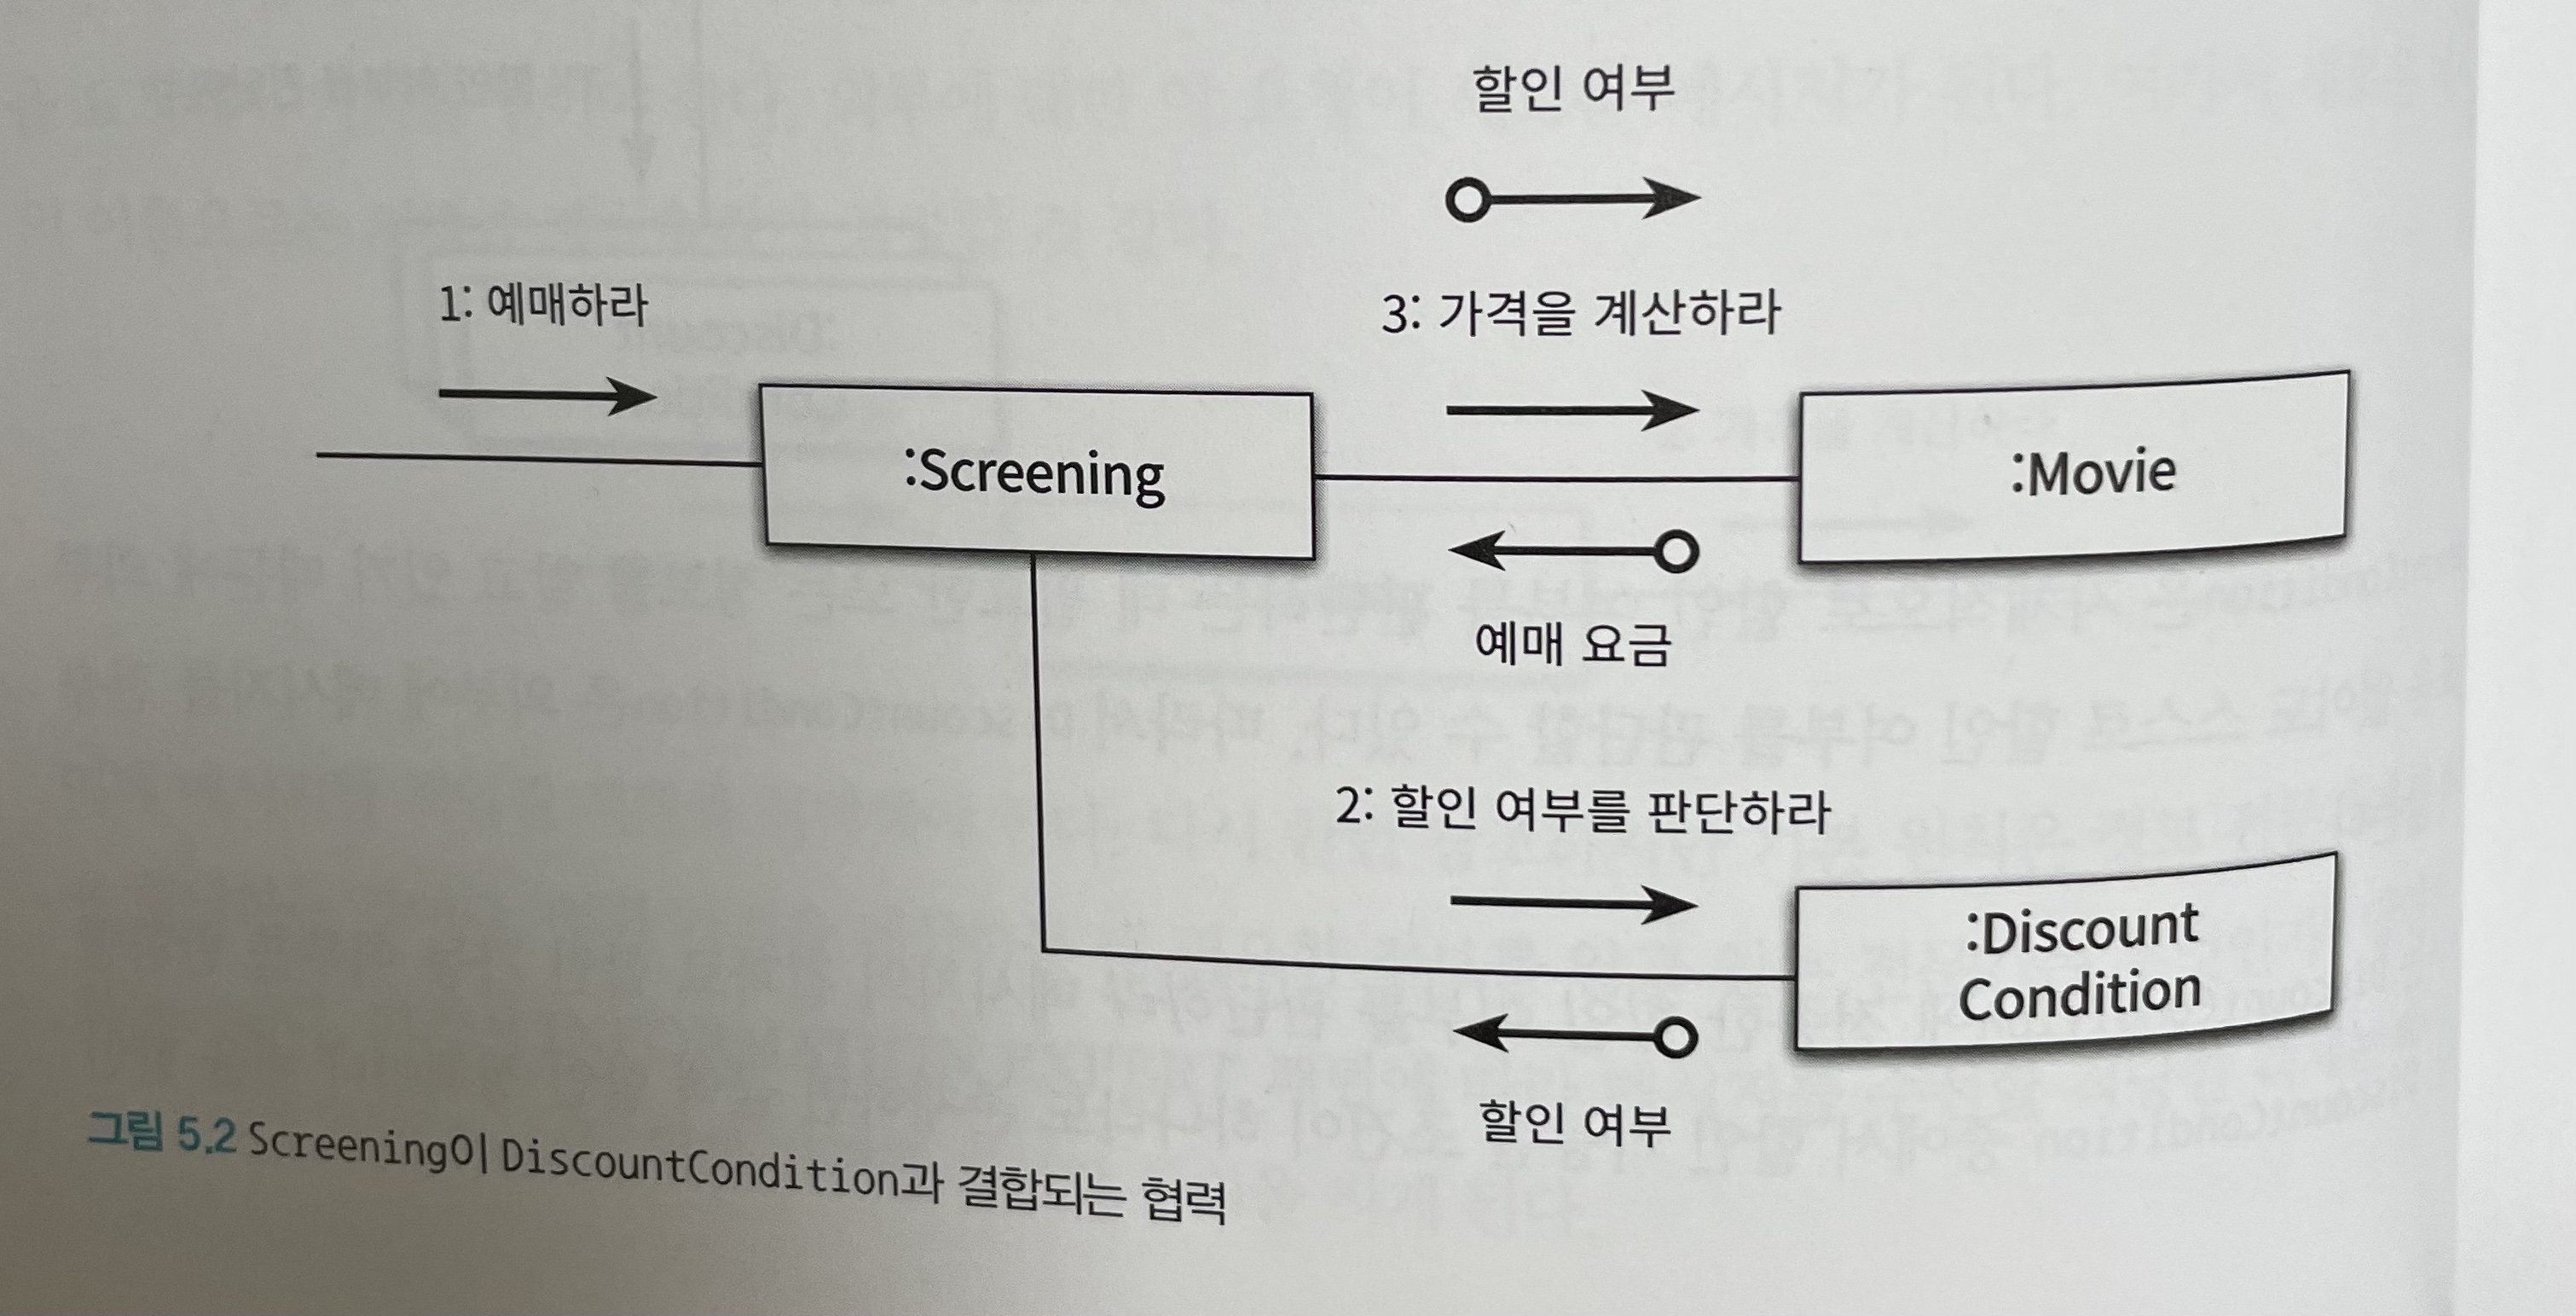 할인 여부
1: 예매하라
3: 가격을 계산하라
:Screening
:Movie
예매 요금
2: 할인 여부를 판단하라
:Discount
Condition
할인 여부
그림 5.2 Screening이 DiscountCondition과 결합되는 협력